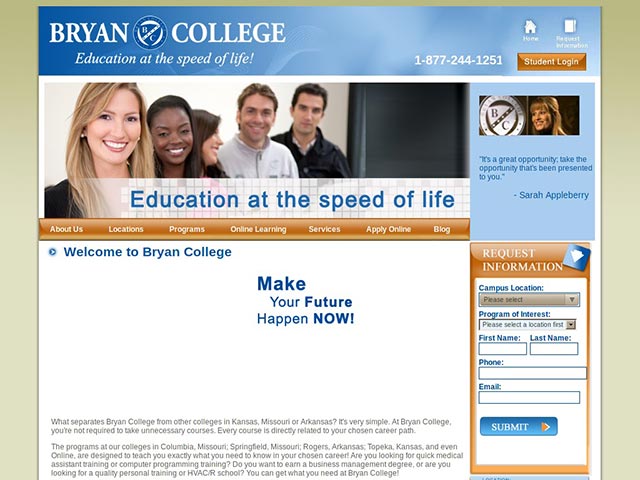 BRYAN COLLEGE
Education at the speed of life!
1-877-244-1251
Home
Request
Information
Student Login
Education at the speed of life
"It's a great opportunity: take the
opportunity that's been presented
to you."
- Sarah Appleberry
About Us Locations Programs Online Learning Services Apply Online Blog
Welcome to Bryan College
Make
Your Future
Happen NOW!
What separates Bryan College from other colleges in Kansas, Missouri or Arkansas? It's very simple. At Bryan College,
you're not required to take unnecessary courses. Every course is directly related to your chosen career path.
The programs at our colleges in Columbia, Missouri; Springfield, Missouri; Rogers, Arkansas; Topeka, Kansas, and even
Online, are designed to teach you exactly what you need to know in your chosen career! Are you looking for quick medical
assistant training or computer programming training? Do you want to earn a business management degree, or are you
looking for a quality personal training or HVAC/R school? You can get what you need at Bryan College!
REQUEST
INFORMATION
Campus Location:
Please select
Program of Interest:
Please select a location first
First Name: Last Name:
Phone:
Email:
SUBMIT
LOCATION: